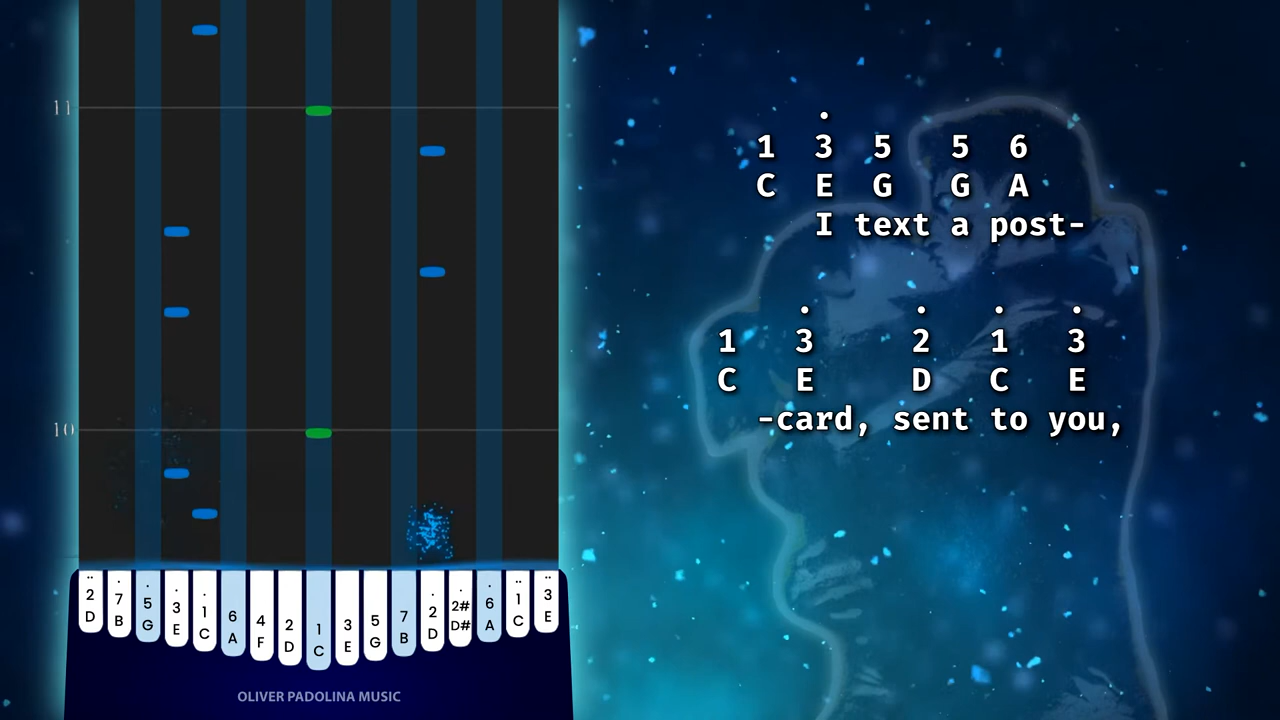 11
10
.
1 3 5 5 6
C E G G A
I text a post-
. . . .
1 3 2 1 3
C E D C E
-card, sent to you,
.. . . . . . . . .. ..
2 7 5 3 1 6 4 2 1 3 5 7 2 2# 6 1 3
D B G E C A F D C E G B D D# A C E
OLIVER PADOLINA MUSIC